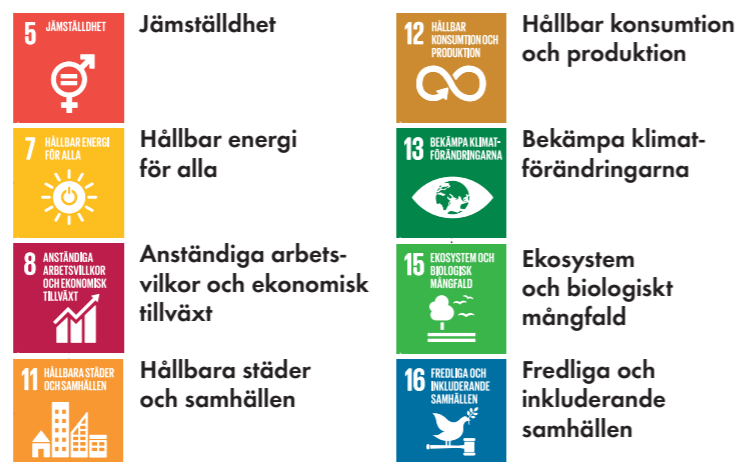 5 JÄMSTÄLLDHET
Jämställdhet
7 HÅLLBAR ENERGI
FÖR ALLA
Hållbar energi
för alla
8 ANSTÄNDIGA
ARBETSVILLKOR
OCH EKONOMISK
TILLVÄXT
Anständiga arbets-
vilkor och ekonomisk
tillväxt
11 HÅLLBARA STÄDER
OCH SAMHÄLLEN
Hållbara städer
och samhällen
12 HÅLLBAR
KONSUMTION OCH
PRODUKTION
Hållbar konsumtion
och produktion
13 BEKÄMPA KLIMAT-
FÖRÄNDRINGARNA
Bekämpa klimat-
förändringarna
15 EKOSYSTEM OCH
BIOLOGISK
MÅNGFALD
Ekosystem
och biologiskt
mångfald
16 FREDLIGA OCH
INKLUDERANDE
SAMHÄLLEN
Fredliga och
inkluderande
samhällen